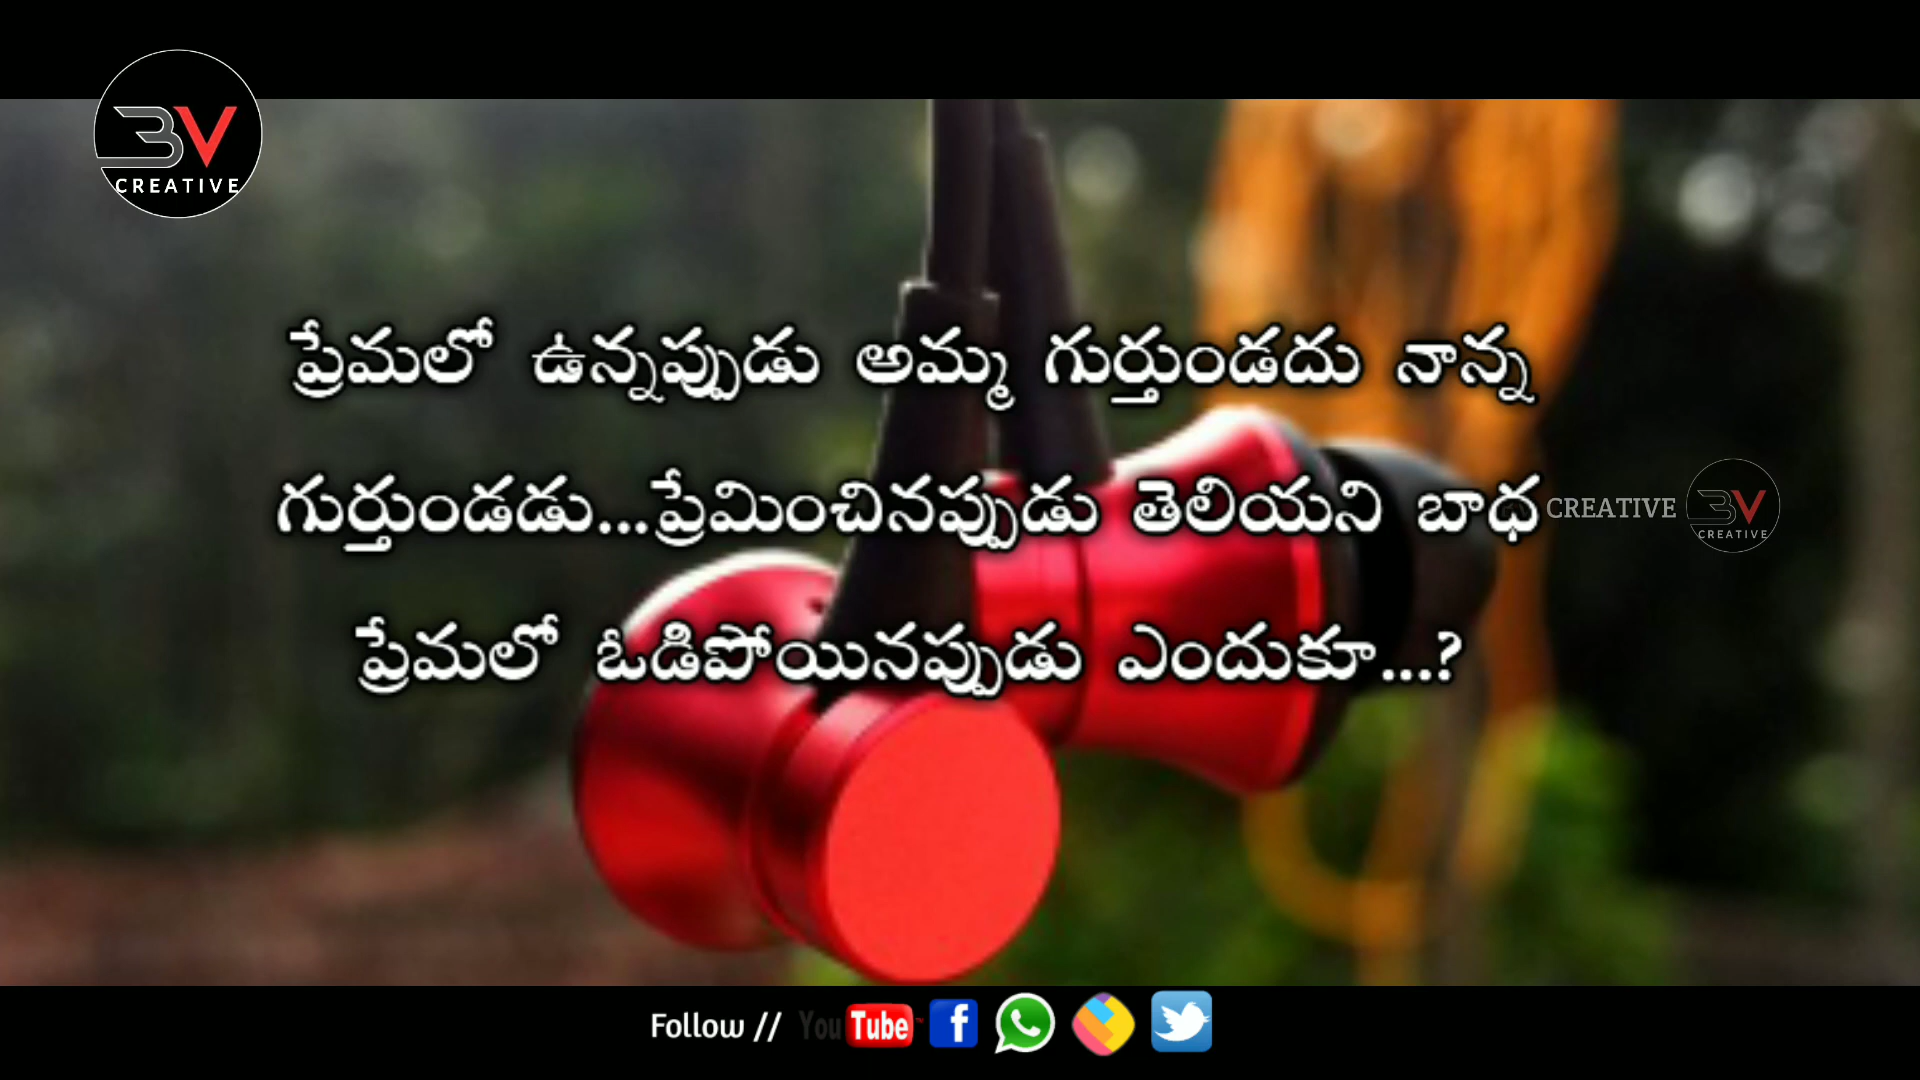 3V
CREATIVE
ప్రేమలో ఉన్నప్పుడు అమ్మ గుర్తుండదు నాన్న
గుర్తుండడు...ప్రేమించినప్పుడు తెలియని బాధ
CREATIVE
3V
CREATIVE
ప్రేమలో ఓడిపోయినప్పుడు ఎందుకూ...?
Follow // YouTube f